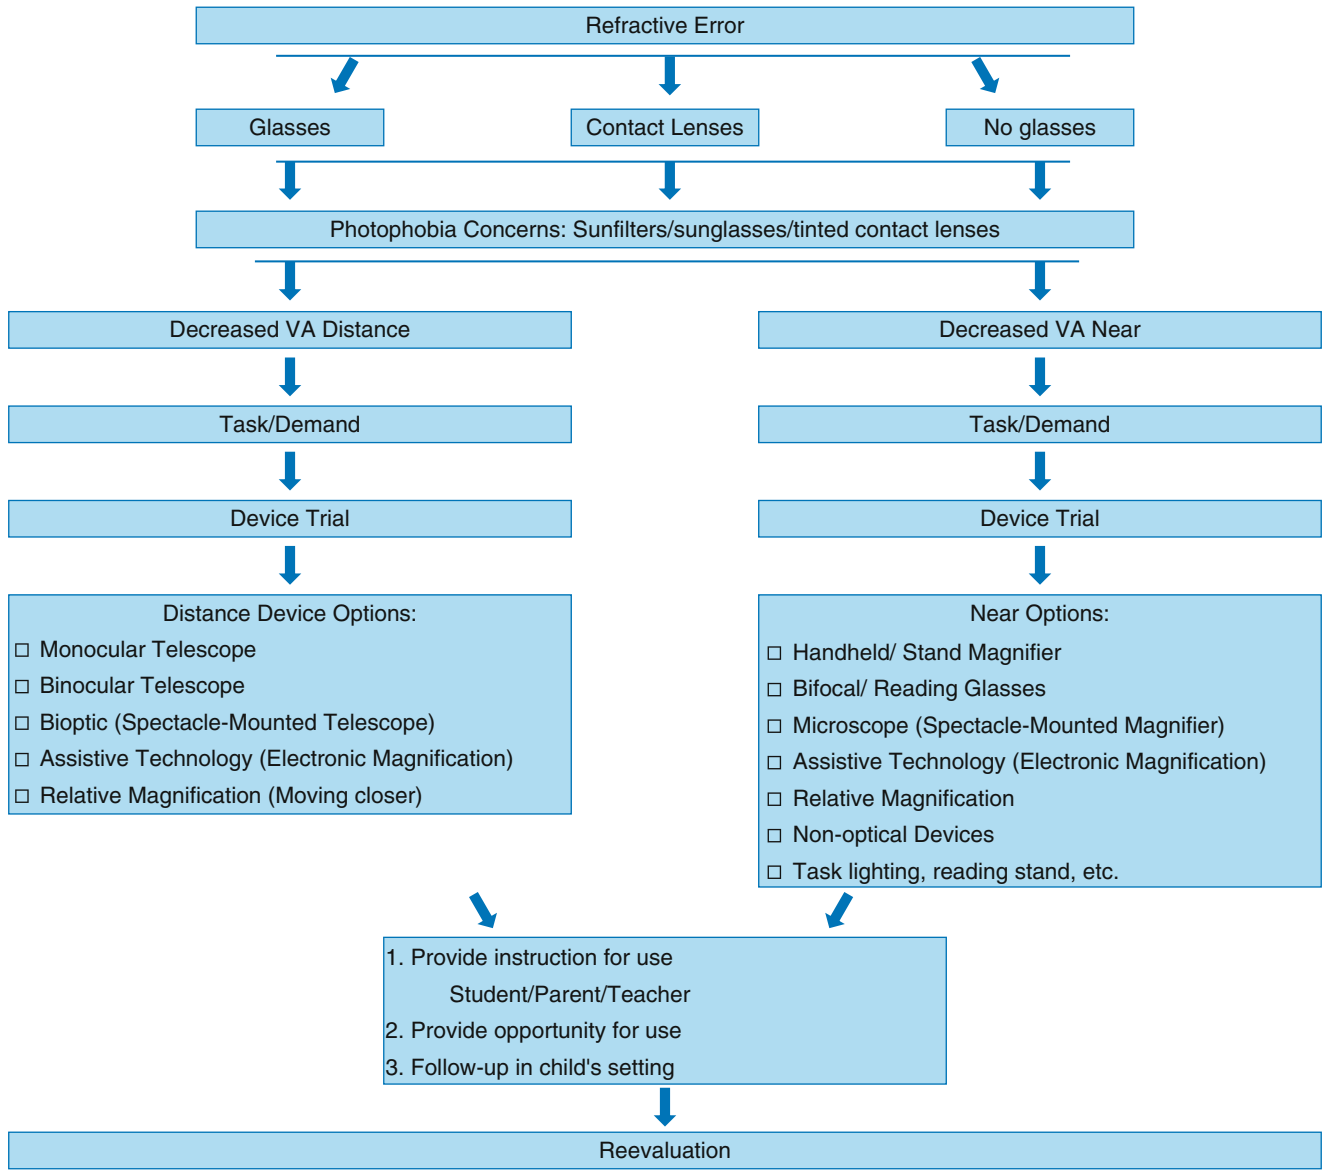 Refractive Error
Glasses
Contact Lenses
No glasses
Photophobia Concerns: Sunfilters/sunglasses/tinted contact lenses
Decreased VA Distance
Task/Demand
Device Trial
Distance Device Options:
□ Monocular Telescope
□ Binocular Telescope
□ Bioptic (Spectacle-Mounted Telescope)
□ Assistive Technology (Electronic Magnification)
□ Relative Magnification (Moving closer)
Decreased VA Near
Task/Demand
Device Trial
Near Options:
□ Handheld/ Stand Magnifier
□ Bifocal/ Reading Glasses
□ Microscope (Spectacle-Mounted Magnifier)
□ Assistive Technology (Electronic Magnification)
□ Relative Magnification
□ Non-optical Devices
□ Task lighting, reading stand, etc.
1. Provide instruction for use
Student/Parent/Teacher
2. Provide opportunity for use
3. Follow-up in child's setting
Reevaluation